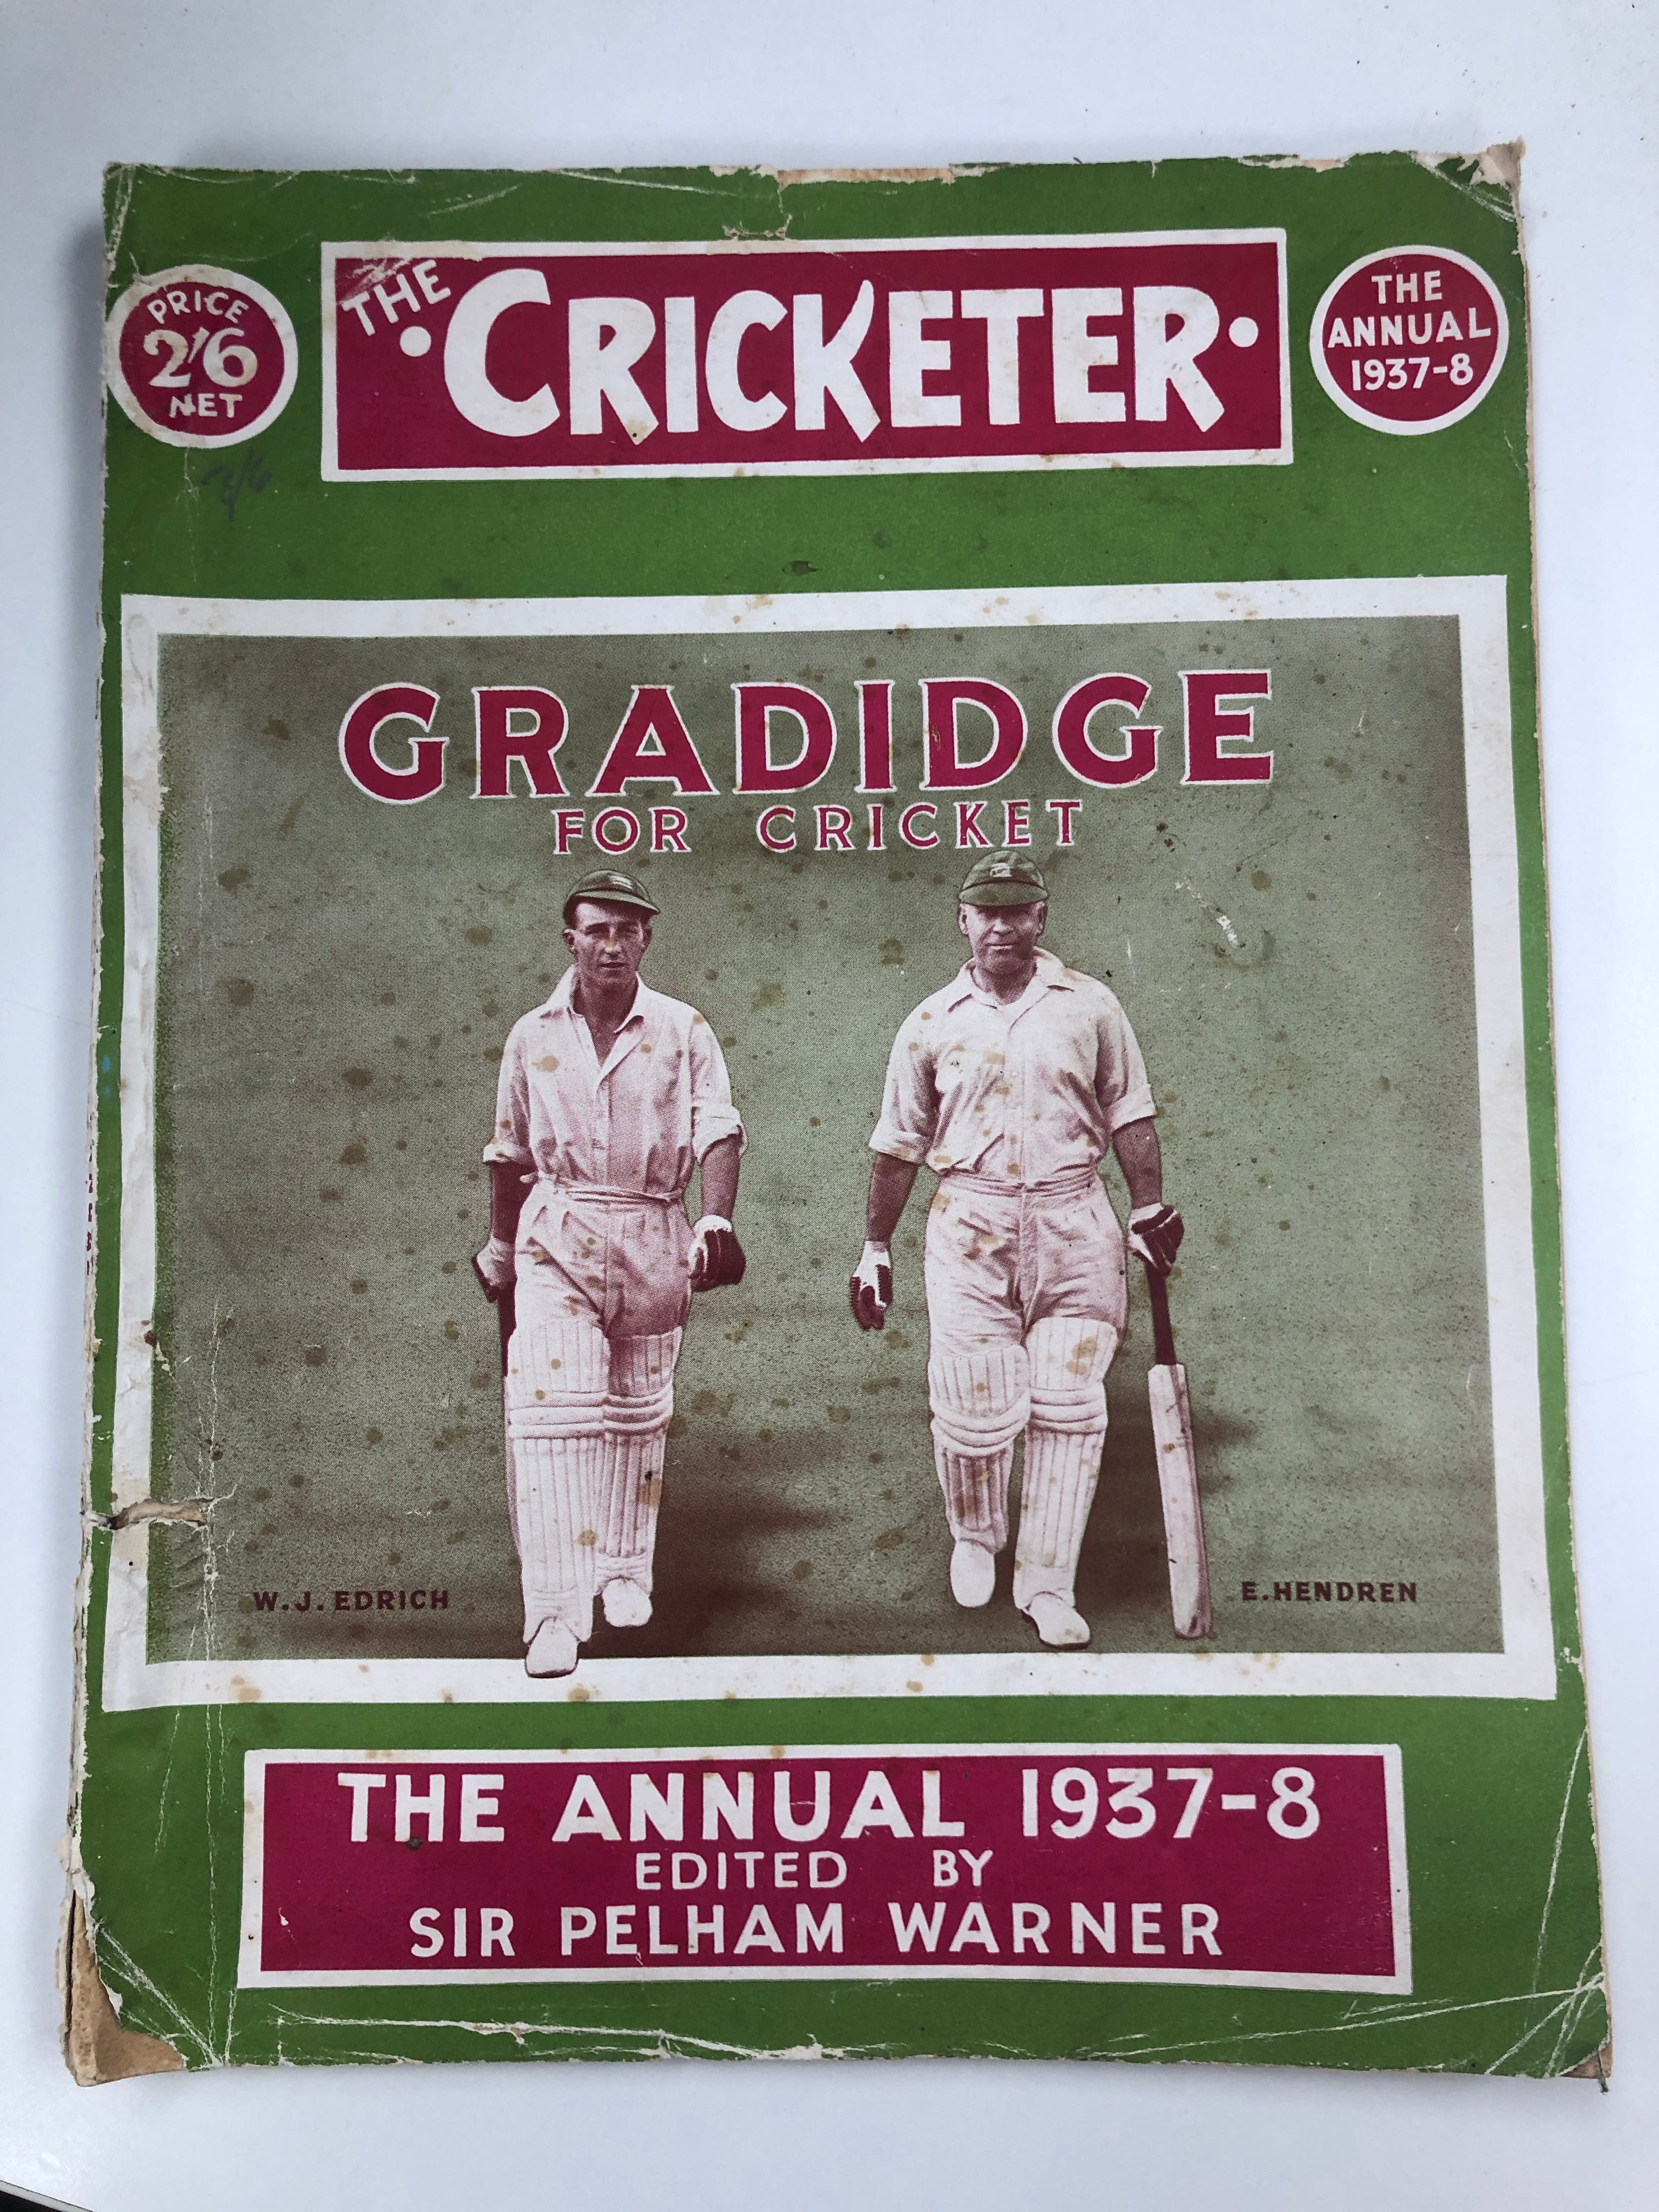 PRICE
2'6
NET
THE
·CRICKETER·
THE
ANNUAL
1937-8
GRADIDGE
FOR CRICKET
W.J. EDRICH
E.HENDREN
THE ANNUAL 1937-8
EDITED BY
SIR PELHAM WARNER